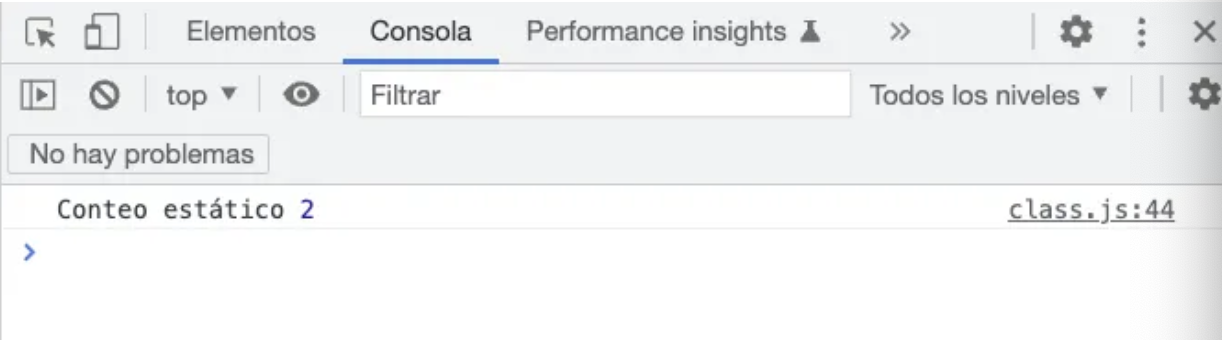 Elementos Consola Performance insights
top Filtrar Todos los niveles
No hay problemas
Conteo estático 2 class.js:44